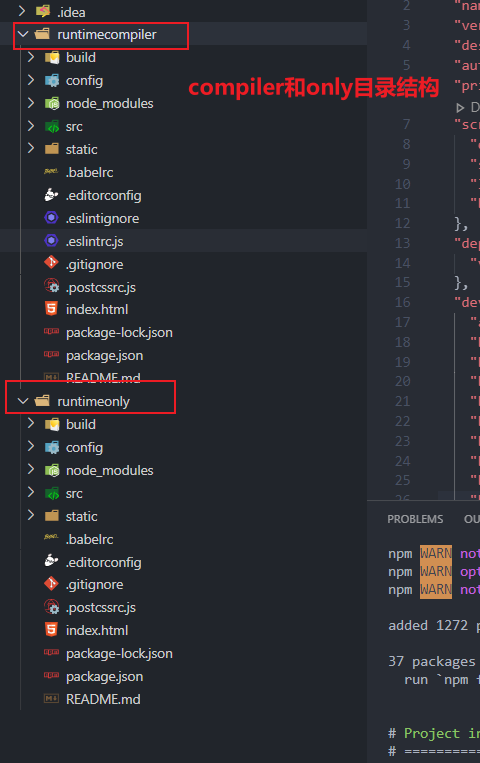 .idea
runtimecompiler
build
config
node_modules
src
static
.babelrc
.editorconfig
.eslintignore
.eslintrc.js
.gitignore
.postcssrc.js
index.html
package-lock.json
package.json
README.md
runtimeonly
build
config
node_modules
src
static
.babelrc
.editorconfig
.gitignore
.postcssrc.js
index.html
package-lock.json
package.json
README.md
compiler和only目录结构
2 "na
3 "ver
4 "des
5 "aut
6 "pri
D
7 "scr
8
9 "s
10
11
12 },
13 "dep
14 "v
15 },
16 "dev
17 "a
18
19
20
21
22
23
24
25
26
PROBLEMS OU
npm WARN not
npm WARN opt
npm WARN not
added 1272 p
37 packages
run `npm f
# Project in
# ==========